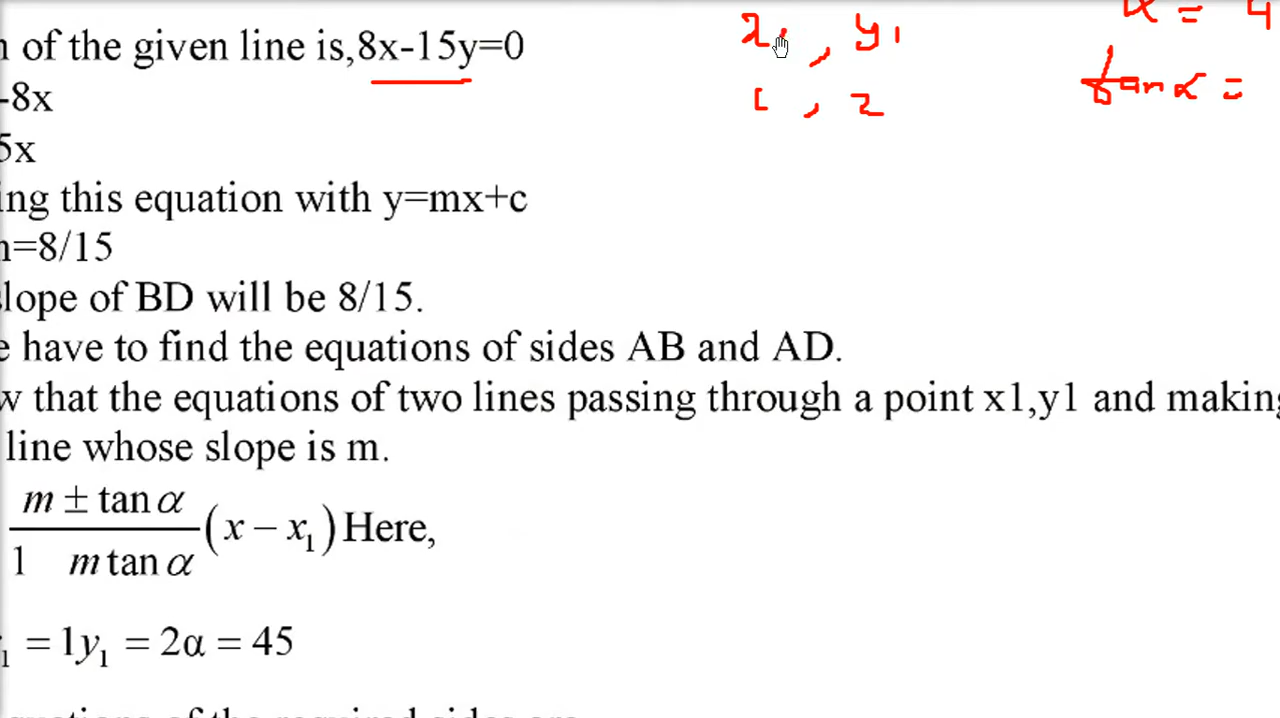 of the given line is,8x-15y=0
x₁ , y₁
1 , 2
α = 4
tanα =
-8x
5x
ing this equation with y=mx+c
=8/15
slope of BD will be 8/15.
e have to find the equations of sides AB and AD.
w that the equations of two lines passing through a point x1,y1 and making
line whose slope is m.
m ± tan α
(x − x₁) Here,
1 m tan α
₁ = 1y₁ = 2α = 45